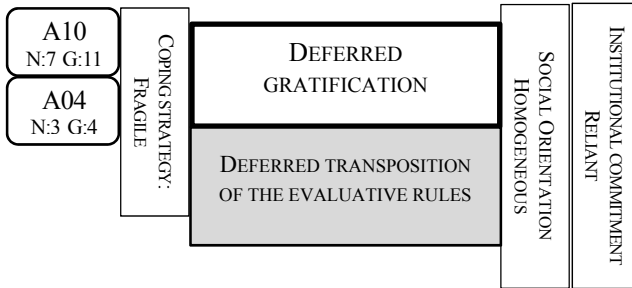 A10
N:7 G:11
A04
N:3 G:4
COPING STRATEGY:
FRAGILE
DEFERRED
GRATIFICATION
DEFERRED TRANSPOSITION
OF THE EVALUATIVE RULES
SOCIAL ORIENTATION
HOMOGENEOUS
INSTITUTIONAL COMMITMENT
RELIANT